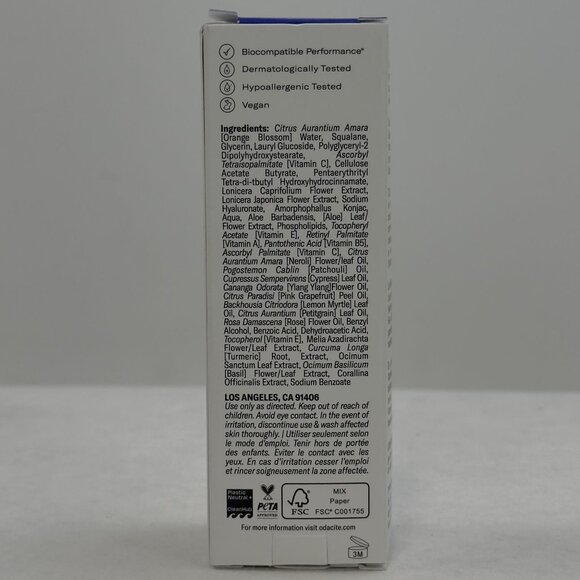 Biocompatible Performance®
Dermatologically Tested
Hypoallergenic Tested
Vegan
Ingredients: Citrus Aurantium Amara
[Orange Blossom] Water, Squalane,
Glycerin, Lauryl Glucoside, Polyglyceryl-2
Dipolyhydroxystearate, Ascorbyl
Tetraisopalmitate [Vitamin C], Cellulose
Acetate Butyrate, Pentaerythrityl
Tetra-di-tbutyl Hydroxyhydrocinnamate,
Lonicera Caprifolium Flower Extract,
Lonicera Japonica Flower Extract, Sodium
Hyaluronate, Amorphophallus Konjac,
Aqua, Aloe Barbadensis, [Aloe] Leaf/
Flower Extract, Phospholipids, Tocopheryl
Acetate [Vitamin E], Retinyl Palmitate
[Vitamin A], Pantothenic Acid [Vitamin B5],
Ascorbyl Palmitate [Vitamin C], Citrus
Aurantium Amara [Neroli] Flower/leaf Oil,
Pogostemon Cablin [Patchouli] Oil,
Cupressus Sempervirens [Cypress] Leaf Oil,
Cananga Odorata [Ylang Ylang]Flower Oil,
Citrus Paradisi [Pink Grapefruit] Peel Oil,
Backhousia Citriodora [Lemon Myrtle] Leaf
Oil, Citrus Aurantium [Petitgrain] Leaf Oil,
Rosa Damascena [Rose] Flower Oil, Benzyl
Alcohol, Benzoic Acid, Dehydroacetic Acid,
Tocopherol [Vitamin E], Melia Azadirachta
Flower/Leaf Extract, Curcuma Longa
[Turmeric] Root, Extract, Ocimum
Sanctum Leaf Extract, Ocimum Basilicum
[Basil] Flower/Leaf Extract, Corallina
Officinalis Extract, Sodium Benzoate
LOS ANGELES, CA 91406
Use only as directed. Keep out of reach of
children. Avoid eye contact. In the event of
irritation, discontinue use & wash affected
skin thoroughly. | Utiliser seulement selon
le mode d'emploi. Tenir hors de portée
des enfants. Eviter le contact avec les
yeux. En cas d'irritation cesser l'emploi
et rincer soigneusement la zone affectée.
Plastic
Neutral +
CleanHub
PETA
APPROVED
FSC
MIX
Paper
FSC® C001755
For more information visit odacite.com
3M